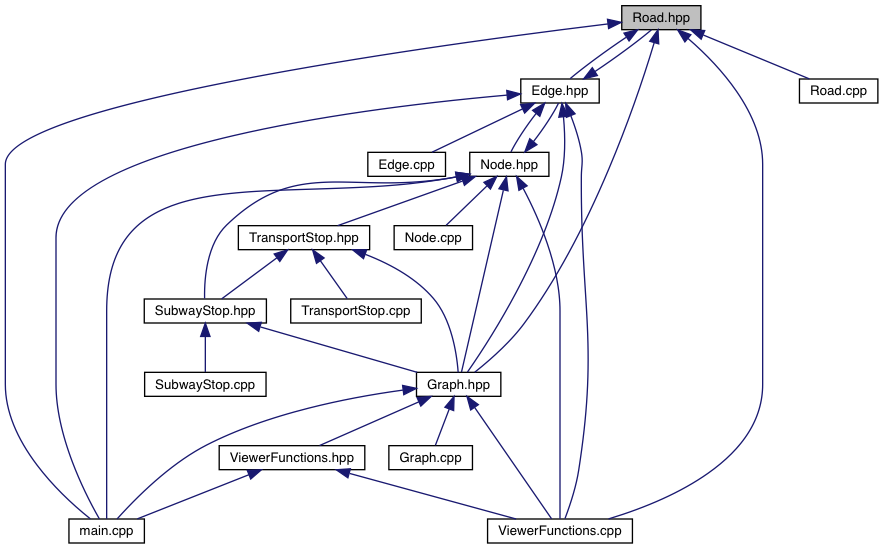 Road.hpp
Edge.hpp
Road.cpp
Edge.cpp
Node.hpp
TransportStop.hpp
Node.cpp
SubwayStop.hpp
TransportStop.cpp
SubwayStop.cpp
Graph.hpp
ViewerFunctions.hpp
Graph.cpp
main.cpp
ViewerFunctions.cpp